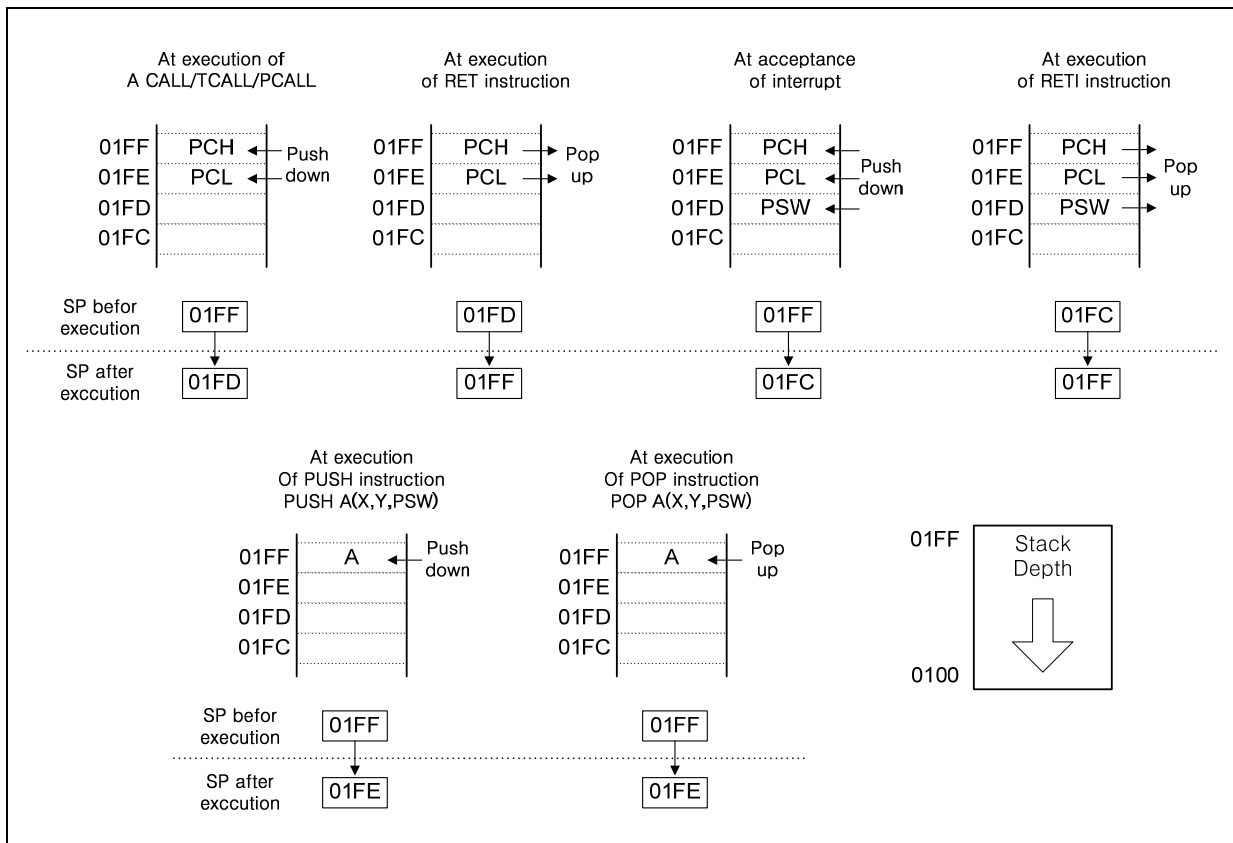 At execution of
A CALL/TCALL/PCALL
01FF PCH Push
01FE PCL down
01FD
01FC
At execution
of RET instruction
01FF PCH Pop
01FE PCL up
01FD
01FC
At acceptance
of interrupt
01FF PCH
01FE PCL Push
down
01FD PSW
01FC
At execution
of RETI instruction
01FF PCH
01FE PCL Pop
up
01FD PSW
01FC
SP befor
execution
01FF
01FD
01FF
01FC
SP after
exccution
01FD
01FF
01FC
01FF
At execution
Of PUSH instruction
PUSH A(X,Y,PSW)
01FF A Push
down
01FE
01FD
01FC
At execution
Of POP instruction
POP A(X,Y,PSW)
01FF A Pop
up
01FE
01FD
01FC
01FF
Stack
Depth
0100
SP befor
execution
01FF
01FF
SP after
exccution
01FE
01FE